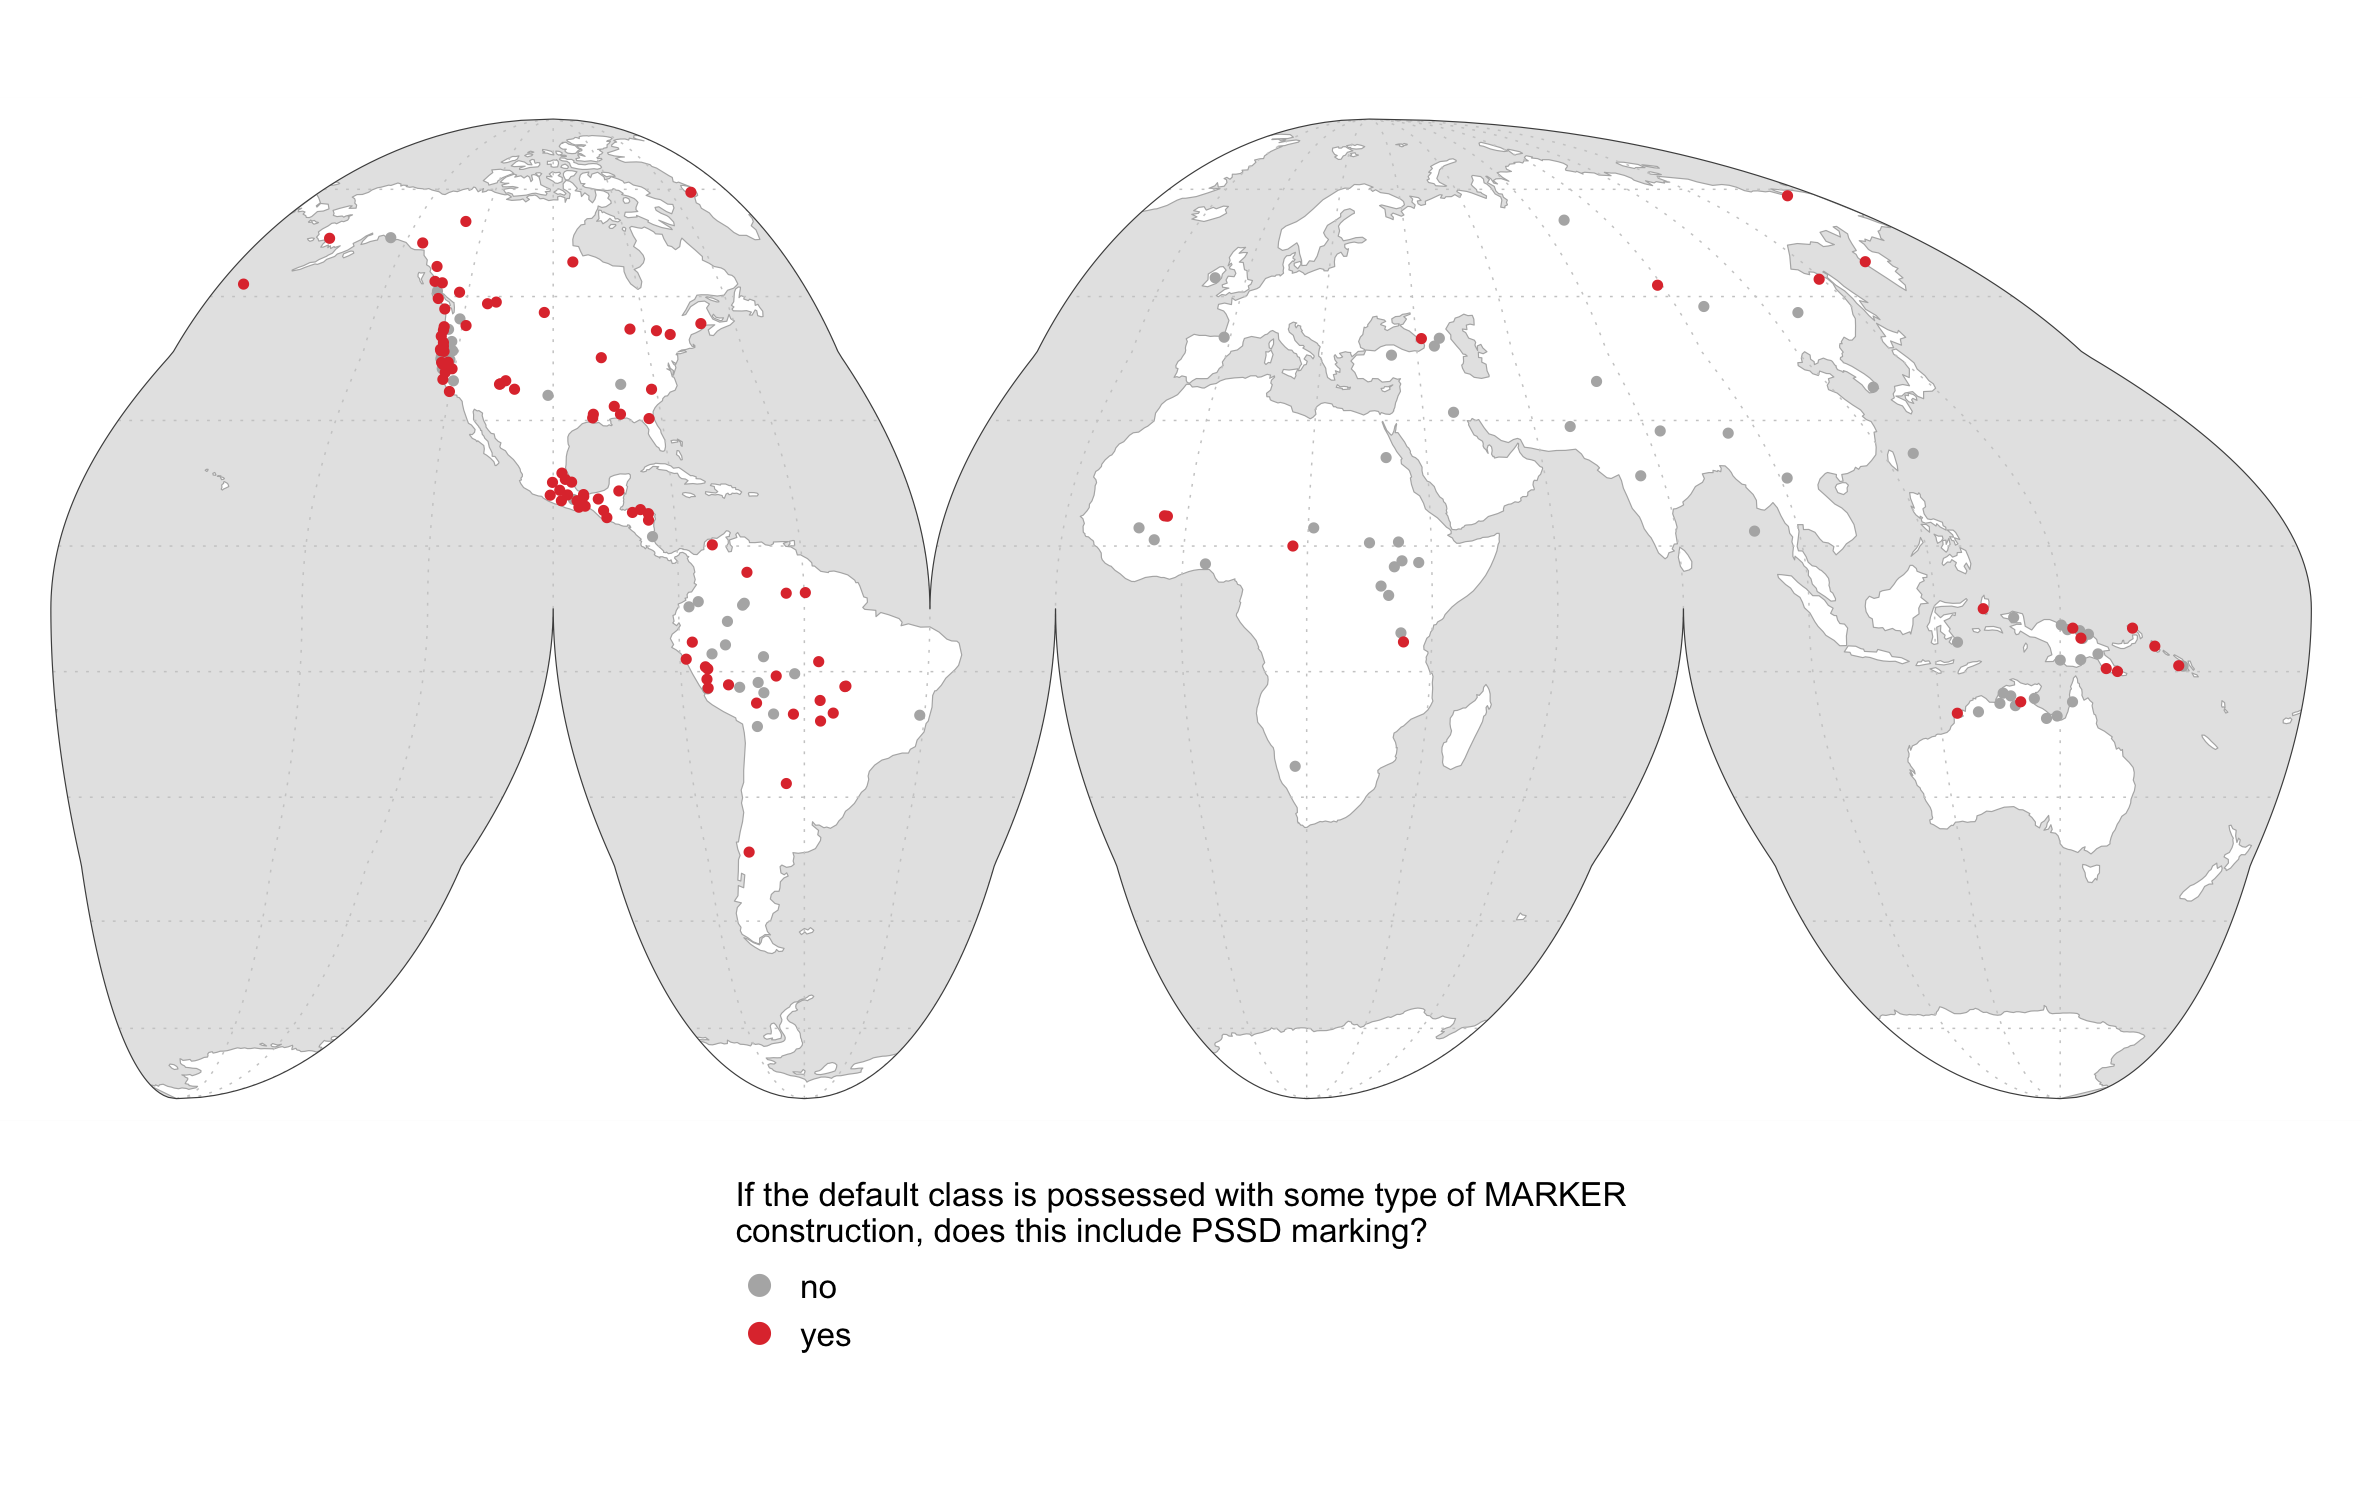 If the default class is possessed with some type of MARKER
construction, does this include PSSD marking?
no
yes